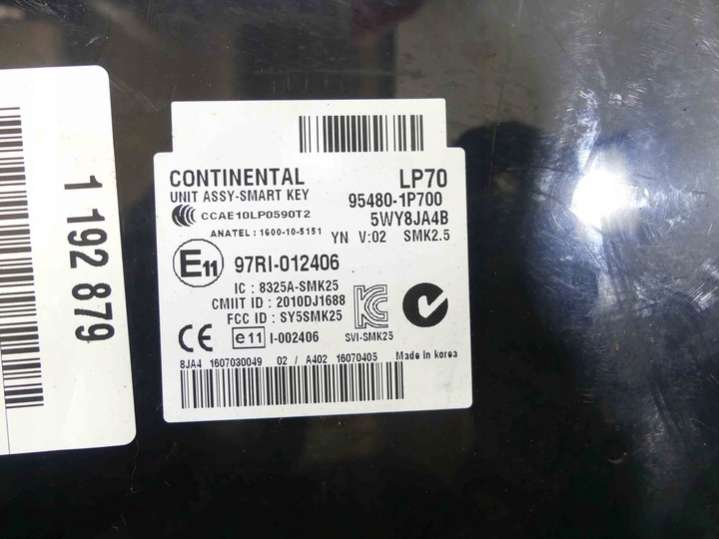 1 192 879
CONTINENTAL LP70
UNIT ASSY-SMART KEY 95480-1P700
CCAE10LP0590T2 5WY8JA4B
ANATEL : 1600-10-5151 YN V:02 SMK2.5
E11 97RI-012406
IC : 8325A-SMK25
CMIIT ID : 2010DJ1688
FCC ID : SY5SMK25
CE e11 I-002406 SVI-SMK25
8JA4 1607030049 02 / A402 16070405 Made in korea